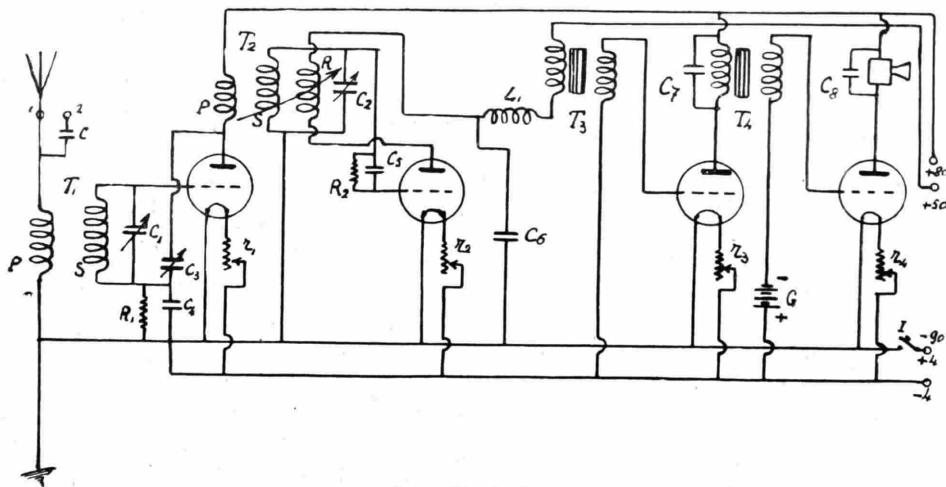 1 2
C
T1
P
S
C1
C3
R1
C4
P
T2
S
R
C2
r1
R2
C5
r2
L1
C6
T3
C7
T4
r3
G
-
+
C8
r4
+80
+50
I
-90
+4
-4